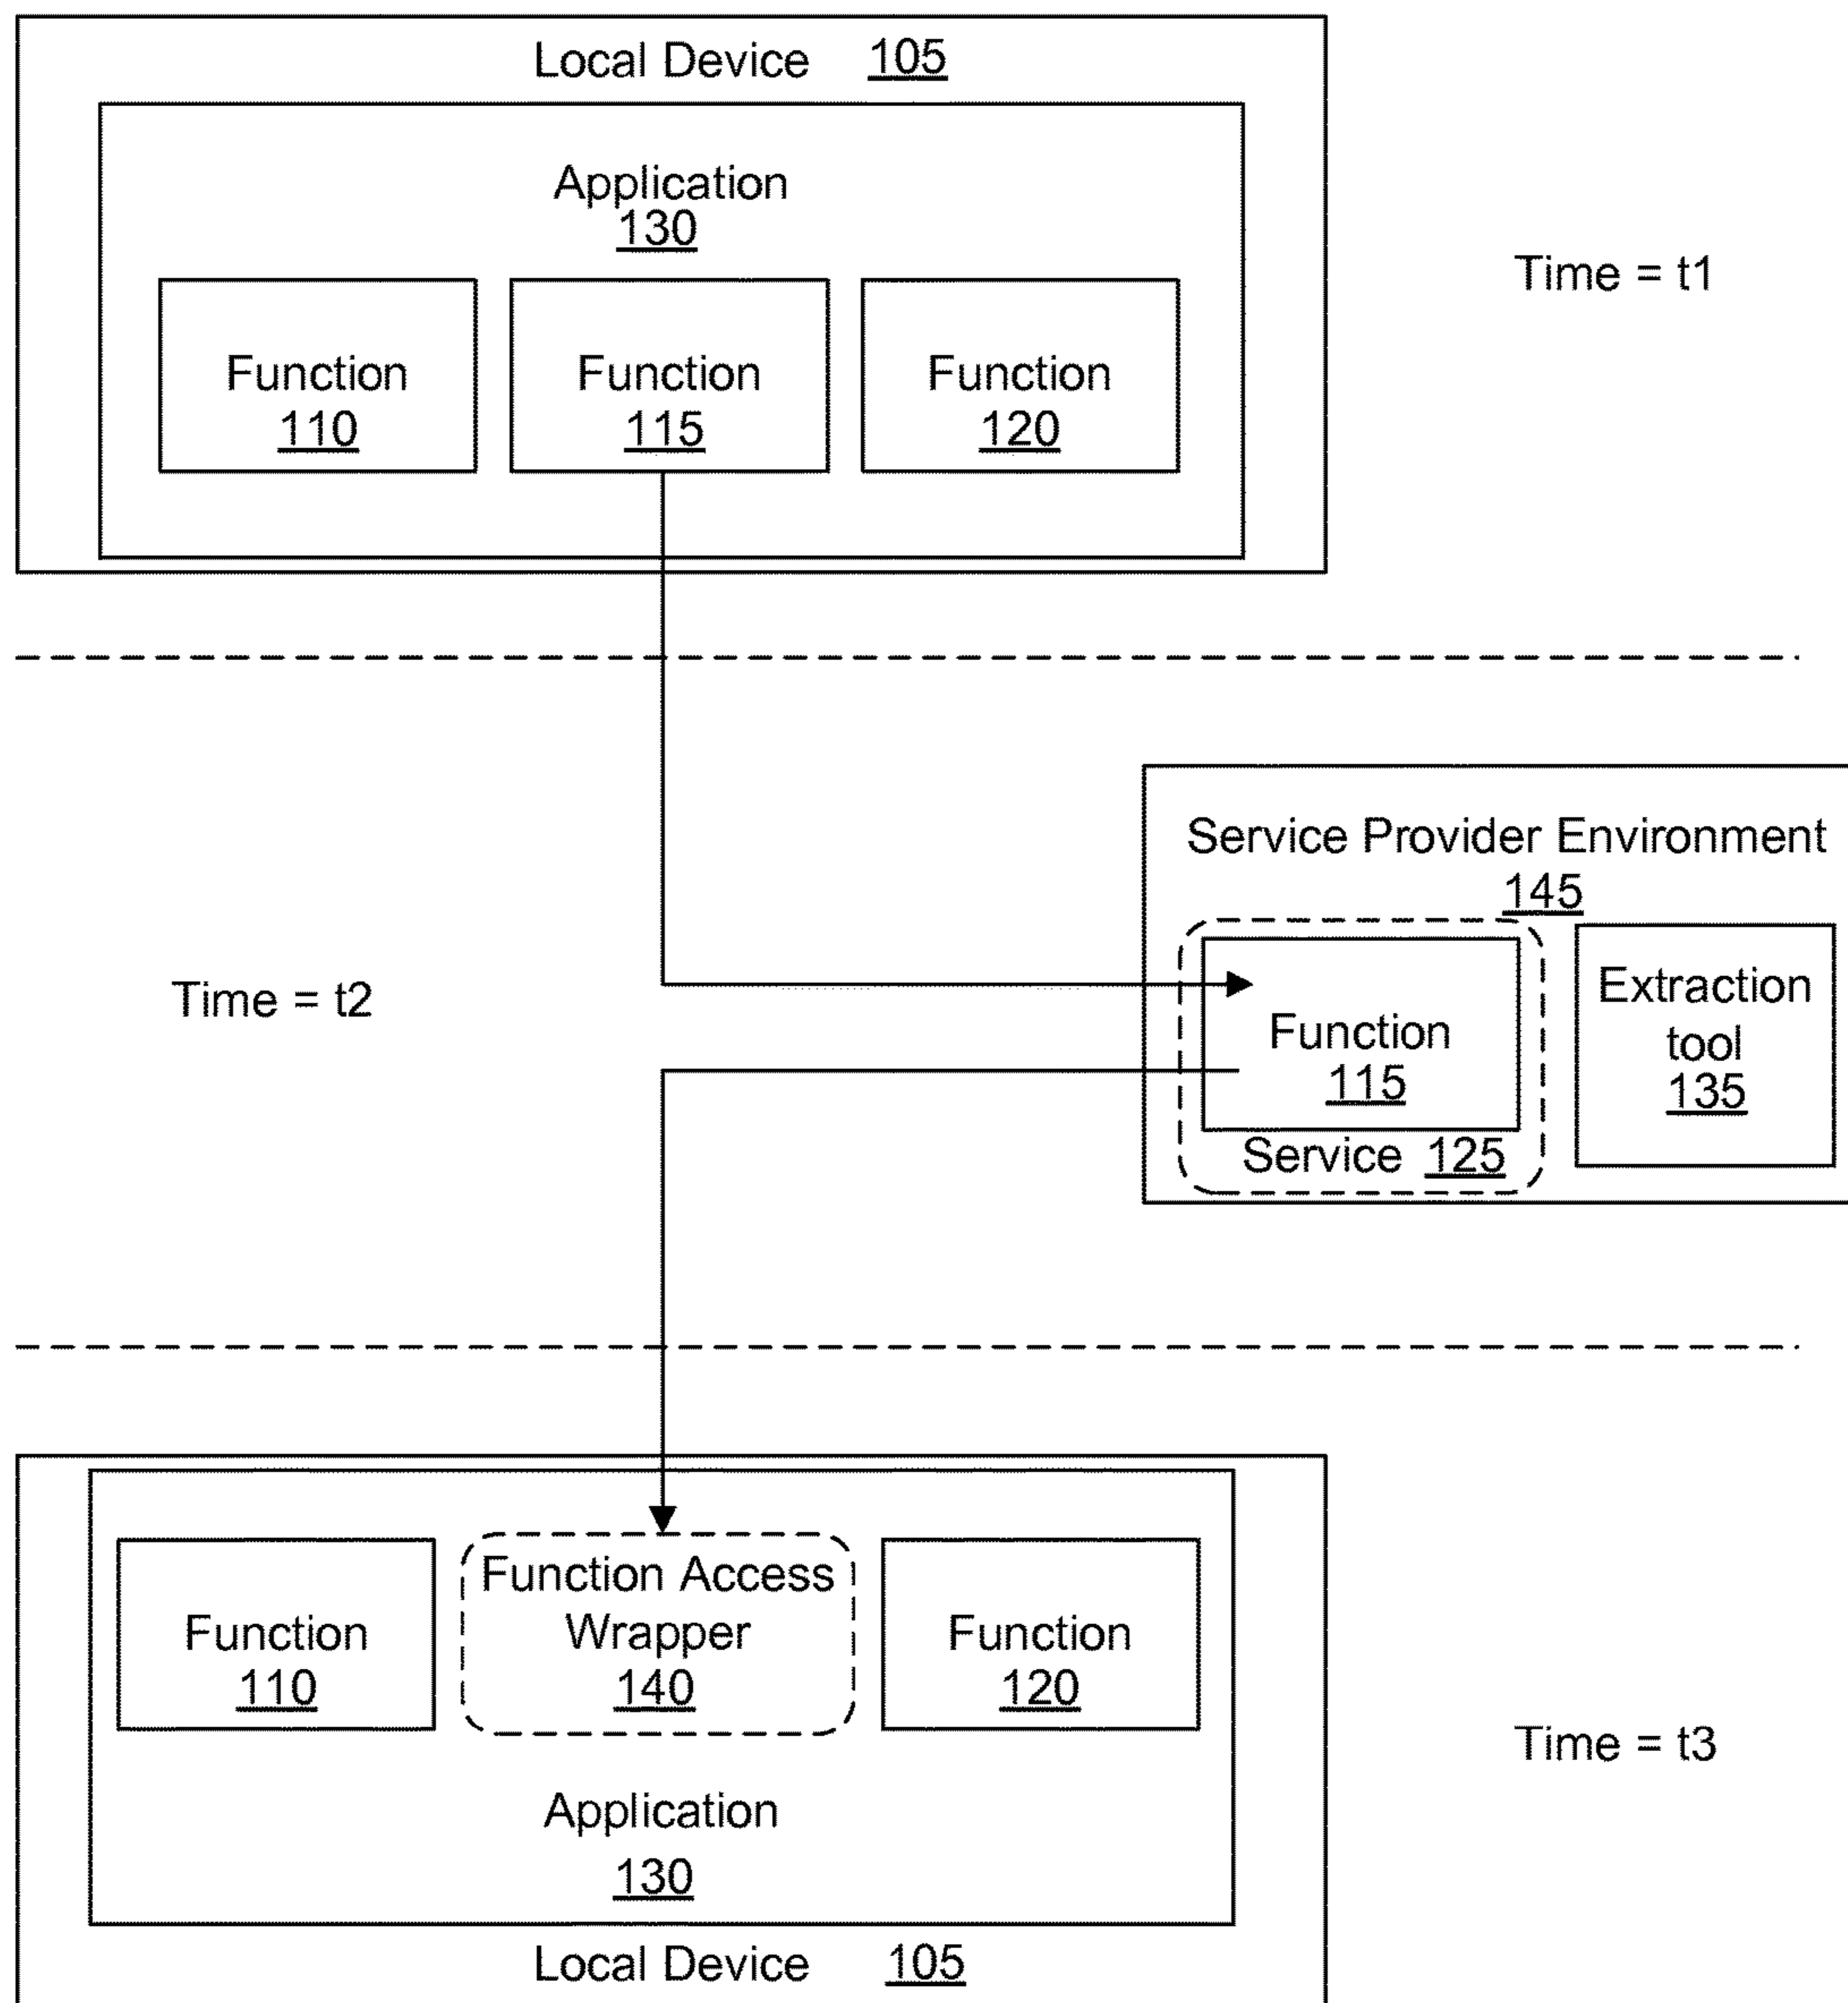 Local Device 105
Application
130
Time = t1
Function
110
Function
115
Function
120
Service Provider Environment
145
Time = t2
Function
115
Service 125
Extraction
tool
135
Function
110
Function Access
Wrapper
140
Function
120
Time = t3
Application
130
Local Device 105